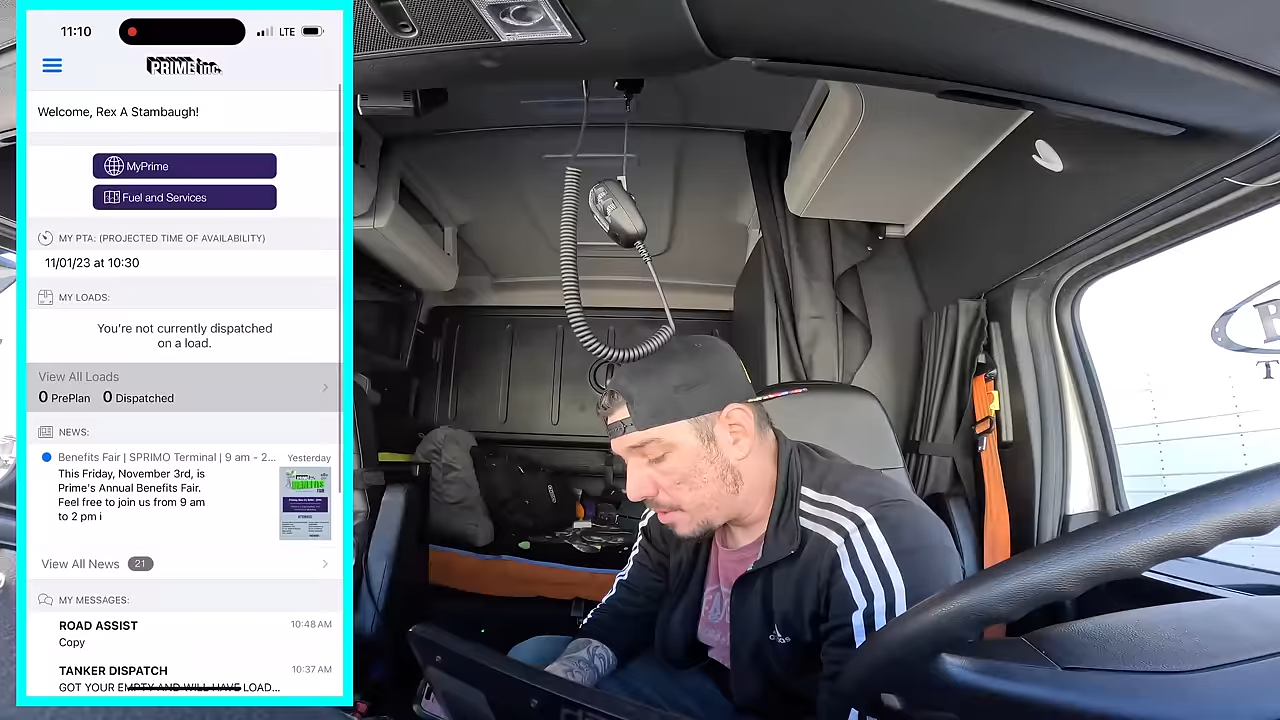 11:10
LTE
PRIME inc.
Welcome, Rex A Stambaugh!
MyPrime
Fuel and Services
MY PTA: (PROJECTED TIME OF AVAILABILITY)
11/01/23 at 10:30
MY LOADS:
You're not currently dispatched
on a load.
View All Loads
0 PrePlan 0 Dispatched
NEWS:
Benefits Fair | SPRIMO Terminal | 9 am - 2...
Yesterday
This Friday, November 3rd, is
Prime's Annual Benefits Fair.
Feel free to join us from 9 am
to 2 pm i
View All News 21
MY MESSAGES:
ROAD ASSIST
10:48 AM
Copy
TANKER DISPATCH
10:37 AM
GOT YOUR EMPTY AND WILL HAVE LOAD...